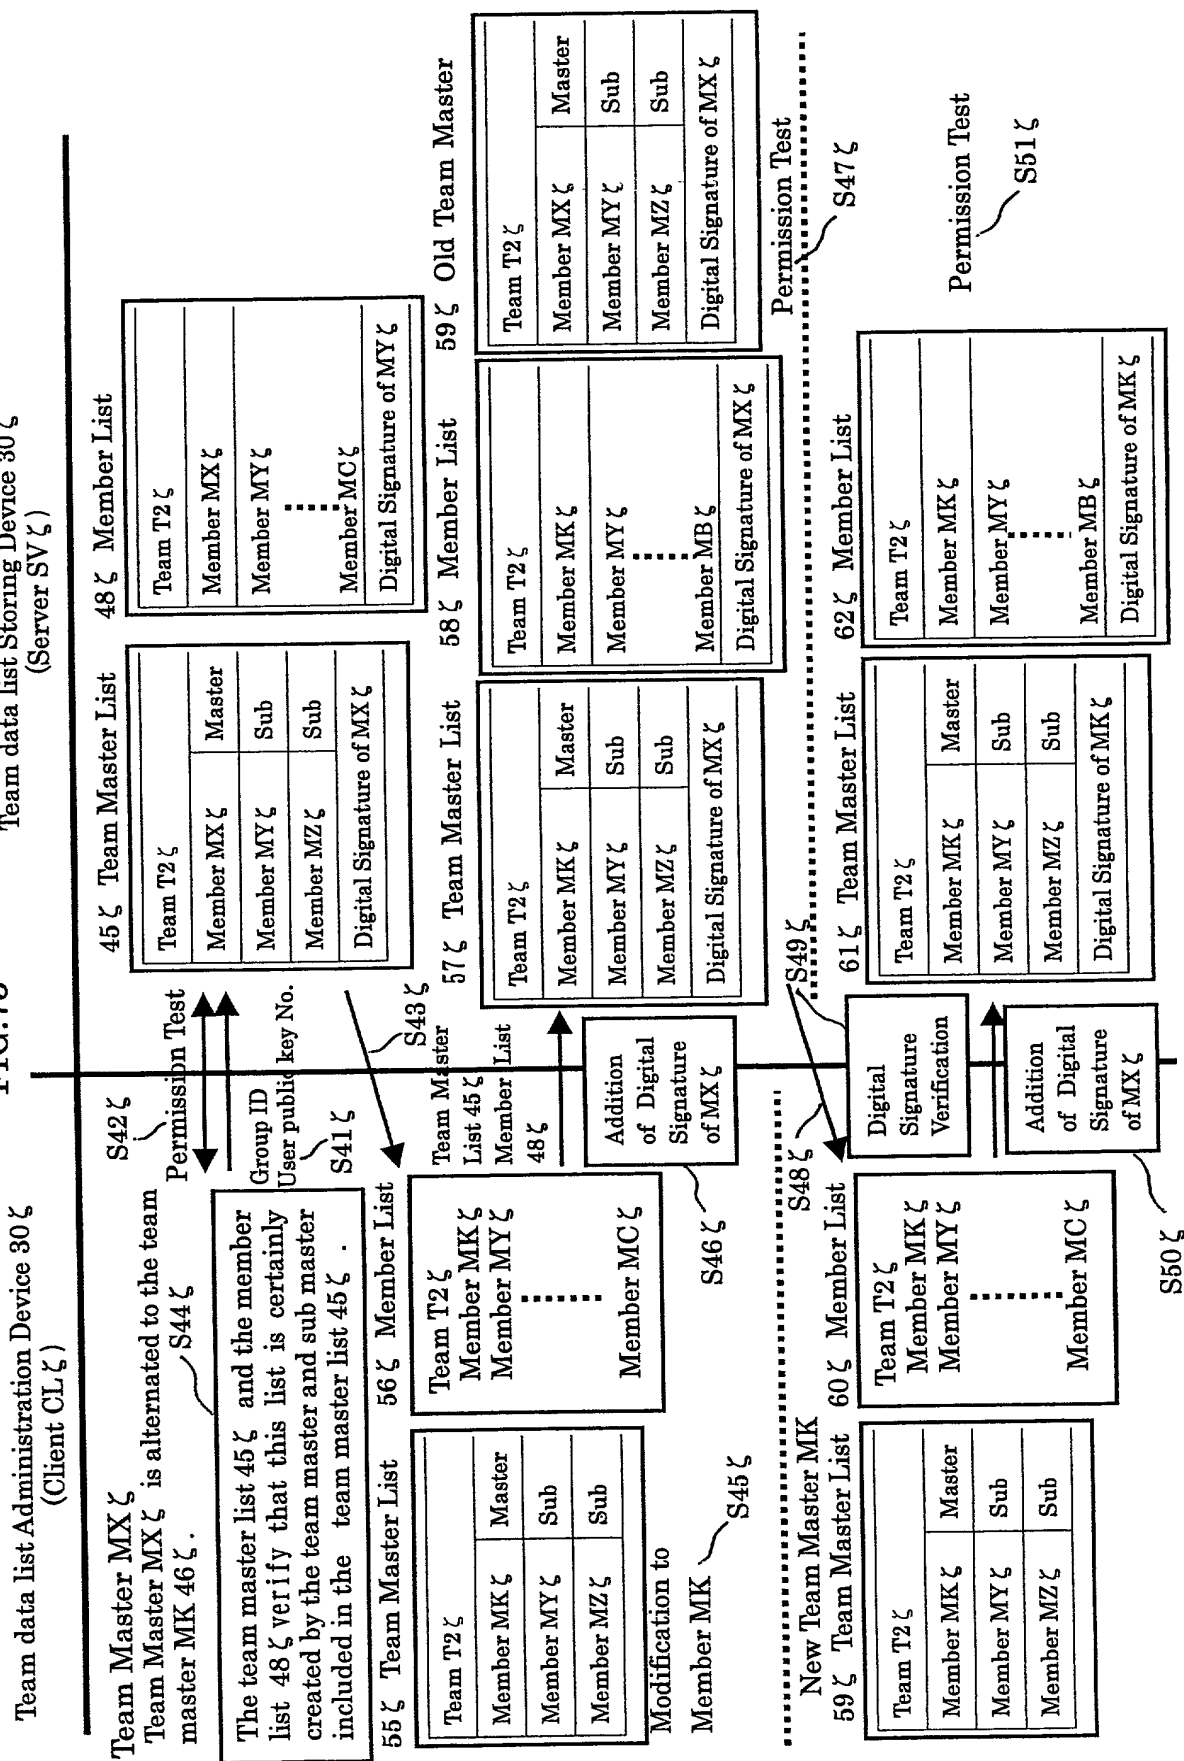 Team data list Administration Device 30ζ
(Client CLζ)
Team data list Storing Device 30ζ
(Server SVζ)
Team Master MXζ
Team Master MXζ is alternated to the team
master MK 46ζ.
S44ζ
The team master list 45ζ and the member
list 48ζ verify that this list is certainly
created by the team master and sub master
included in the team master list 45ζ.
S42ζ
Permission Test
Group ID
User public key No.
S41ζ
S43ζ
45ζ Team Master List
Team T2ζ
Member MXζ Master
Member MYζ Sub
Member MZζ Sub
Digital Signature of MXζ
48ζ Member List
Team T2ζ
Member MXζ
Member MYζ
Member MCζ
Digital Signature of MYζ
55ζ Team Master List
Team T2ζ
Member MKζ Master
Member MYζ Sub
Member MZζ Sub
Modification to
Member MK
S45ζ
56ζ Member List
Team T2ζ
Member MKζ
Member MYζ
Member MCζ
Team Master
List 45ζ
Member List
48ζ
Addition
of Digital
Signature
of MXζ
S46ζ
57ζ Team Master List
Team T2ζ
Member MKζ Master
Member MYζ Sub
Member MZζ Sub
Digital Signature of MXζ
58ζ Member List
Team T2ζ
Member MKζ
Member MYζ
Member MBζ
Digital Signature of MXζ
59ζ Old Team Master
Team T2ζ
Member MXζ Master
Member MYζ Sub
Member MZζ Sub
Digital Signature of MXζ
Permission Test
S47ζ
New Team Master MK
59ζ Team Master List
Team T2ζ
Member MKζ Master
Member MYζ Sub
Member MZζ Sub
60ζ Member List
Team T2ζ
Member MKζ
Member MYζ
Member MCζ
S48ζ
S49ζ
Digital
Signature
Verification
Addition
of Digital
Signature
of MXζ
S50ζ
61ζ Team Master List
Team T2ζ
Member MKζ Master
Member MYζ Sub
Member MZζ Sub
Digital Signature of MKζ
62ζ Member List
Team T2ζ
Member MKζ
Member MYζ
Member MBζ
Digital Signature of MKζ
Permission Test
S51ζ